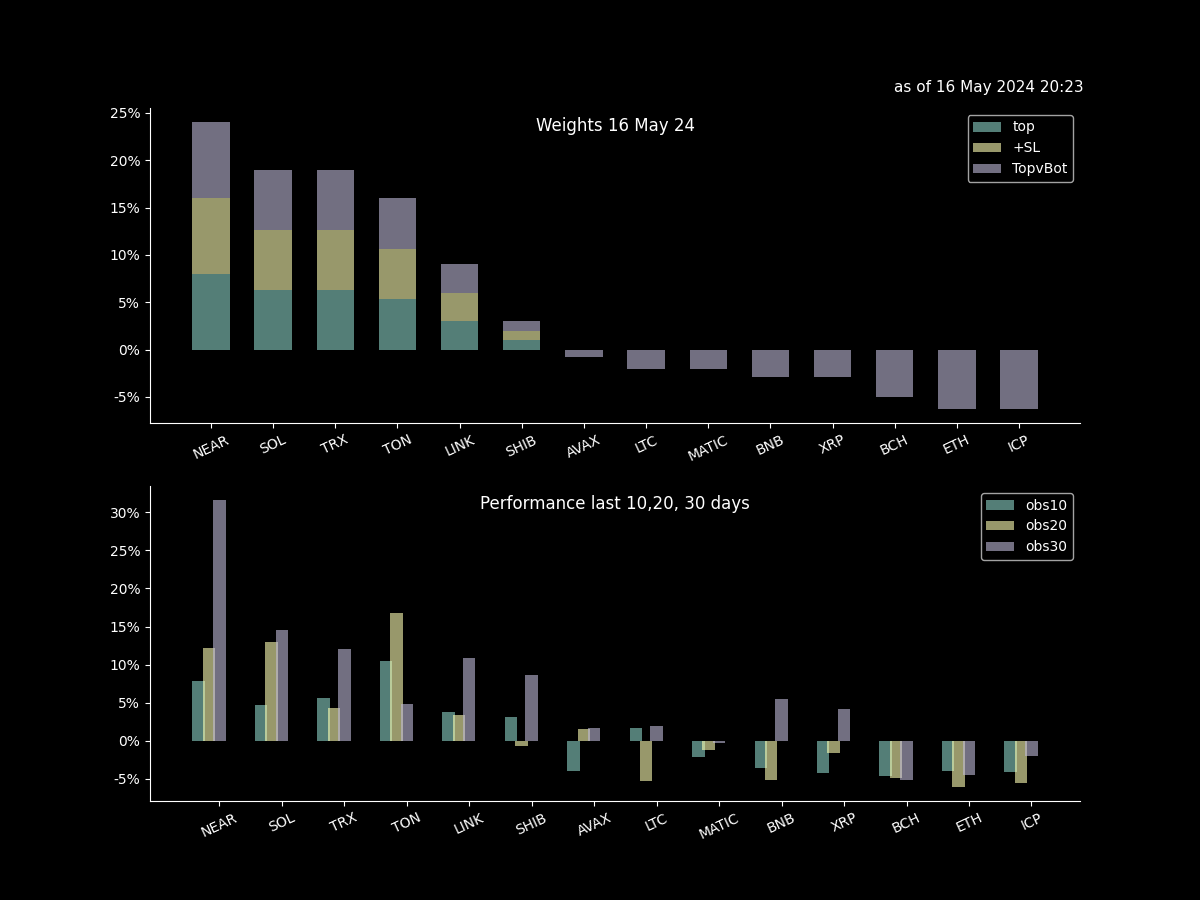 as of 16 May 2024 20:23
Weights 16 May 24
25%
20%
15%
10%
5%
0%
-5%
top
+SL
TopvBot
NEAR SOL TRX TON LINK SHIB AVAX LTC MATIC BNB XRP BCH ETH ICP
Performance last 10,20, 30 days
30%
25%
20%
15%
10%
5%
0%
-5%
obs10
obs20
obs30
NEAR SOL TRX TON LINK SHIB AVAX LTC MATIC BNB XRP BCH ETH ICP